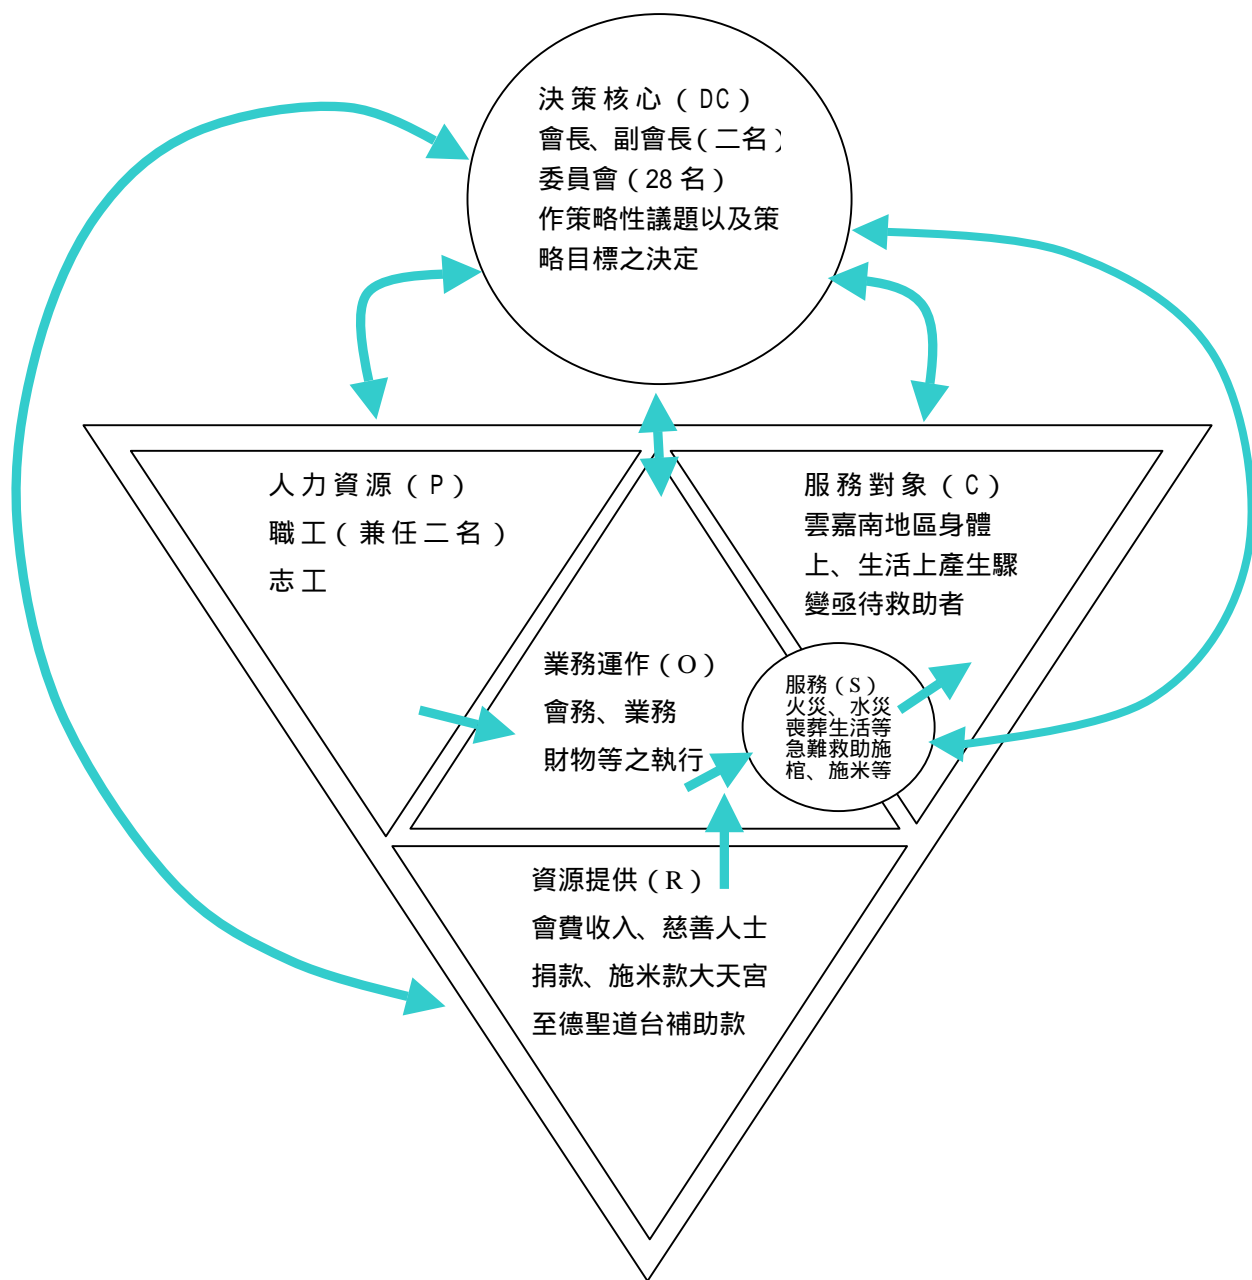 決策核心（DC）
會長、副會長（二名）
委員會（28 名）
作策略性議題以及策
略目標之決定
人力資源（P）
職工（兼任二名）
志工
服務對象（C）
雲嘉南地區身體
上、生活上產生驟
變亟待救助者
業務運作（O）
會務、業務
財物等之執行
服務（S）
火災、水災
喪葬生活等
急難救助施
棺、施米等
資源提供（R）
會費收入、慈善人士
捐款、施米款大天宮
至德聖道台補助款